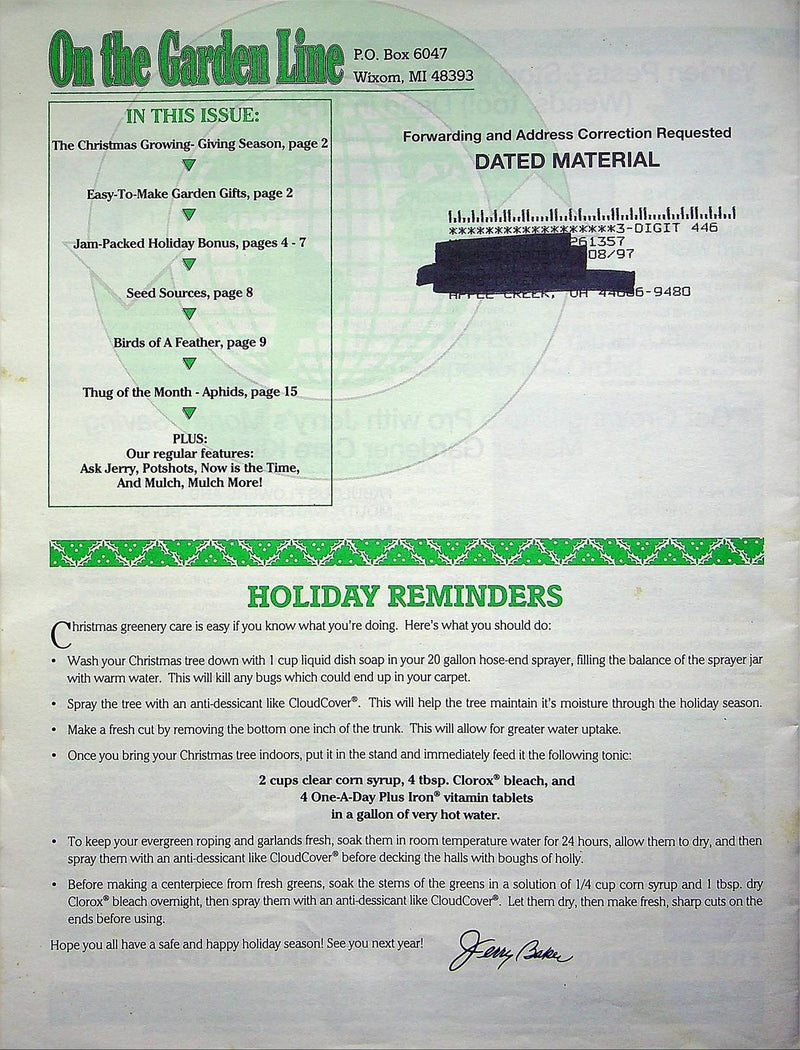 On the Garden Line
P.O. Box 6047
Wixom, MI 48393
IN THIS ISSUE:
The Christmas Growing- Giving Season, page 2
Easy-To-Make Garden Gifts, page 2
Jam-Packed Holiday Bonus, pages 4 - 7
Seed Sources, page 8
Birds of A Feather, page 9
Thug of the Month - Aphids, page 15
PLUS:
Our regular features:
Ask Jerry, Potshots, Now is the Time,
And Mulch, Mulch More!
Forwarding and Address Correction Requested
DATED MATERIAL
******************3-DIGIT 446
261357
08/97
APPLE CREEK, OH 44606-9480
HOLIDAY REMINDERS
Christmas greenery care is easy if you know what you're doing. Here's what you should do:
• Wash your Christmas tree down with 1 cup liquid dish soap in your 20 gallon hose-end sprayer, filling the balance of the sprayer jar
with warm water. This will kill any bugs which could end up in your carpet.
• Spray the tree with an anti-dessicant like CloudCover®. This will help the tree maintain it's moisture through the holiday season.
• Make a fresh cut by removing the bottom one inch of the trunk. This will allow for greater water uptake.
• Once you bring your Christmas tree indoors, put it in the stand and immediately feed it the following tonic:
2 cups clear corn syrup, 4 tbsp. Clorox® bleach, and
4 One-A-Day Plus Iron® vitamin tablets
in a gallon of very hot water.
• To keep your evergreen roping and garlands fresh, soak them in room temperature water for 24 hours, allow them to dry, and then
spray them with an anti-dessicant like CloudCover® before decking the halls with boughs of holly.
• Before making a centerpiece from fresh greens, soak the stems of the greens in a solution of 1/4 cup corn syrup and 1 tbsp. dry
Clorox® bleach overnight, then spray them with an anti-dessicant like CloudCover®. Let them dry, then make fresh, sharp cuts on the
ends before using.
Hope you all have a safe and happy holiday season! See you next year!
Jerry Baker